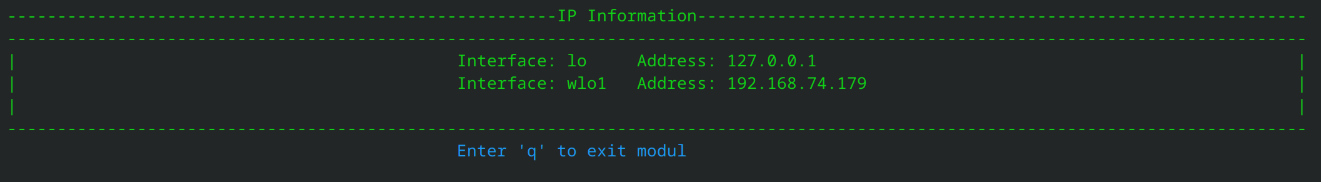 -------------------------------------------------------IP Information-------------------------------------------------------------
----------------------------------------------------------------------------------------------------------------------------------
| Interface: lo     Address: 127.0.0.1 |
| Interface: wlo1   Address: 192.168.74.179 |
| |
----------------------------------------------------------------------------------------------------------------------------------
Enter 'q' to exit modul